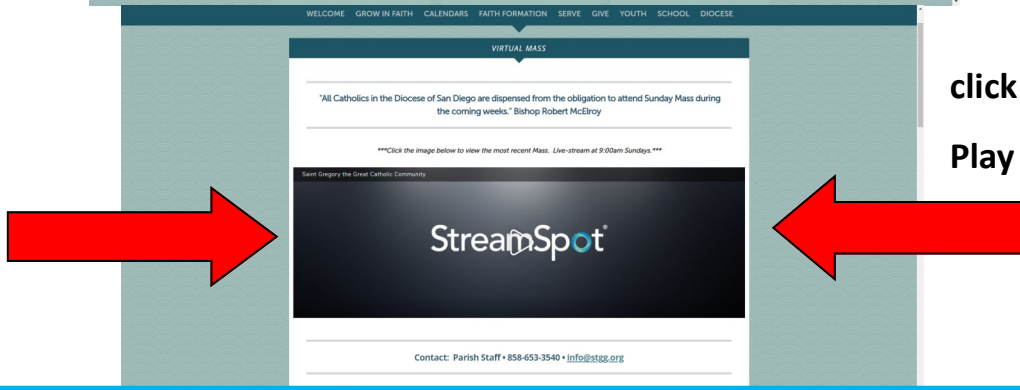 WELCOME GROW IN FAITH CALENDARS FAITH FORMATION SERVE GIVE YOUTH SCHOOL DIOCESE
VIRTUAL MASS
"All Catholics in the Diocese of San Diego are dispensed from the obligation to attend Sunday Mass during
the coming weeks." Bishop Robert McElroy
***Click the image below to view the most recent Mass. Live-stream at 9:00am Sundays.***
Saint Gregory the Great Catholic Community
StreamSpot®
Contact: Parish Staff • 858-653-3540 • info@stgg.org
click
Play